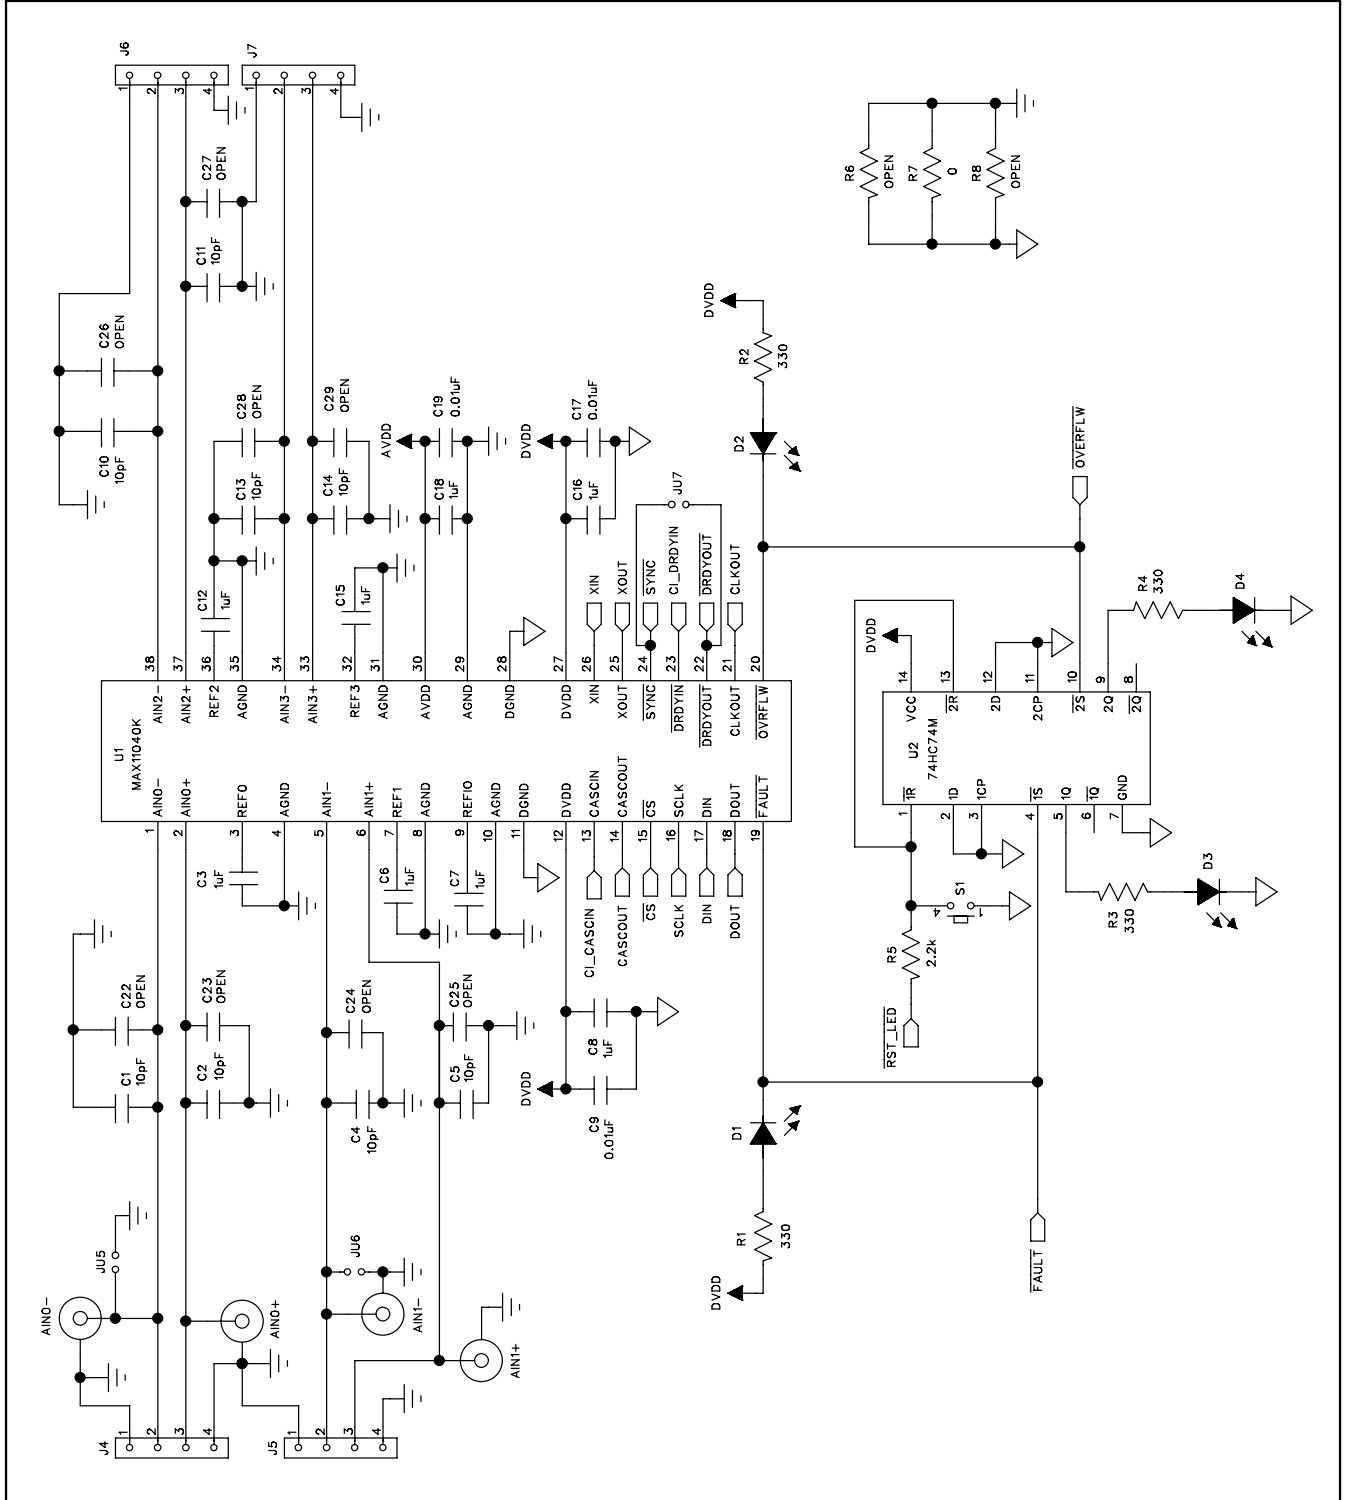 J6
1
2
3
4
J7
1
2
3
4
C27
OPEN
C11
10pF
C26
OPEN
C10
10pF
C28
OPEN
C13
10pF
C29
OPEN
C14
10pF
AVDD
C19
0.01uF
C18
1uF
DVDD
C17
0.01uF
C16
1uF
C12
1uF
C15
1uF
JU7
XIN
XOUT
SYNC
CI_DRDYIN
DRDYOUT
CLKOUT
R6
OPEN
R7
0
R8
OPEN
DVDD
R2
330
D2
OVERFLW
38
37
36
35
34
33
32
31
30
29
28
27
26
25
24
23
22
21
20
AIN2-
AIN2+
REF2
AGND
AIN3-
AIN3+
REF3
AGND
AVDD
AGND
DGND
DVDD
XIN
XOUT
SYNC
DRDYIN
DRDYOUT
CLKOUT
OVRFLW
U1
MAX11040K
AIN0-
AIN0+
REF0
AGND
AIN1-
AIN1+
REF1
AGND
REFIO
AGND
DGND
DVDD
CASCIN
CASCOUT
CS
SCLK
DIN
DOUT
FAULT
1
2
3
4
5
6
7
8
9
10
11
12
13
14
15
16
17
18
19
C3
1uF
C6
1uF
C7
1uF
CI_CASCIN
CASCOUT
CS
SCLK
DIN
DOUT
C22
OPEN
C1
10pF
C23
OPEN
C2
10pF
C24
OPEN
C4
10pF
C25
OPEN
C5
10pF
DVDD
C8
1uF
C9
0.01uF
DVDD
14
13
12
11
10
9
8
VCC
2R
2D
2CP
2S
2Q
2Q
U2
74HC74M
1R
1D
1CP
1S
1Q
1Q
GND
1
2
3
4
5
6
7
R4
330
D4
R3
330
D3
S1
4
1
R5
2.2k
RST_LED
D1
R1
330
DVDD
FAULT
JU5
AIN0-
AIN0+
JU6
AIN1-
AIN1+
J4
1
2
3
4
J5
1
2
3
4